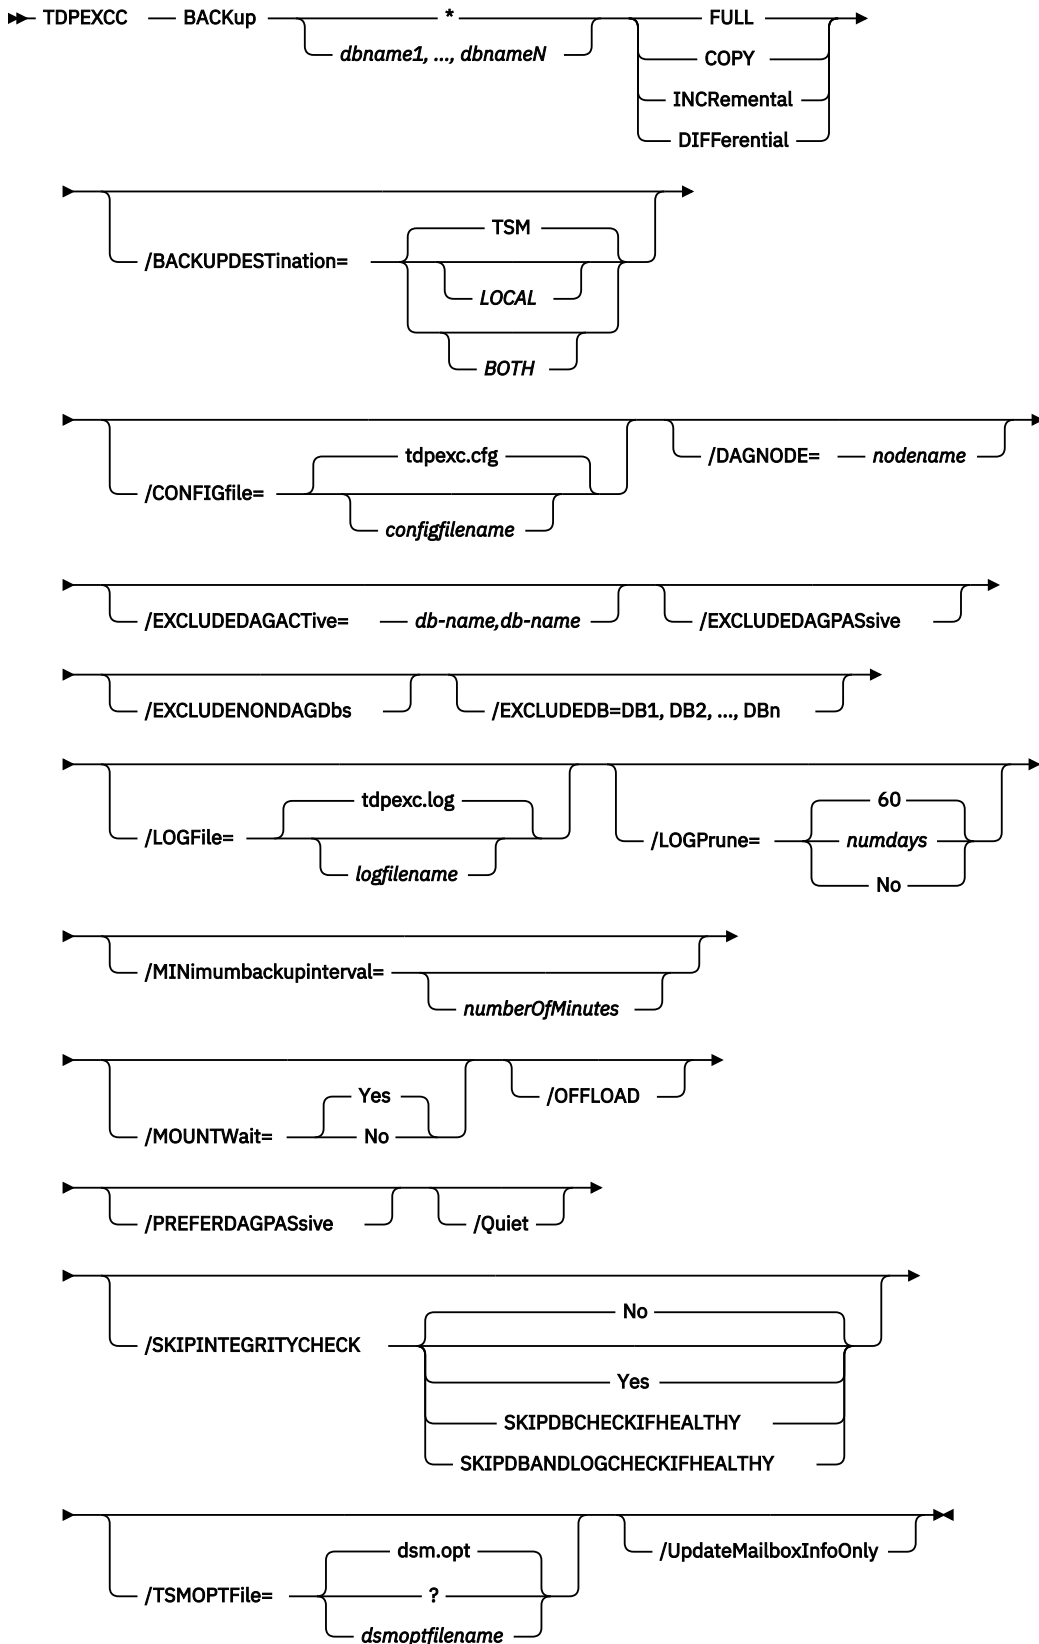 TDPEXCC BACKup * FULL
dbname1, ..., dbnameN COPY
INCRemental
DIFFerential
TSM
/BACKUPDESTination=
LOCAL
BOTH
tdpexc.cfg /DAGNODE= nodename
/CONFIGfile=
configfilename
/EXCLUDEDAGACTive= db-name,db-name /EXCLUDEDAGPASsive
/EXCLUDENONDAGDbs /EXCLUDEDB=DB1, DB2, ..., DBn
tdpexc.log 60
/LOGFile= /LOGPrune= numdays
logfilename No
/MINimumbackupinterval=
numberOfMinutes
Yes /OFFLOAD
/MOUNTWait= No
/PREFERDAGPASsive /Quiet
No
/SKIPINTEGRITYCHECK
Yes
SKIPDBCHECKIFHEALTHY
SKIPDBANDLOGCHECKIFHEALTHY
dsm.opt /UpdateMailboxInfoOnly
/TSMOPTFile= ?
dsmoptfilename